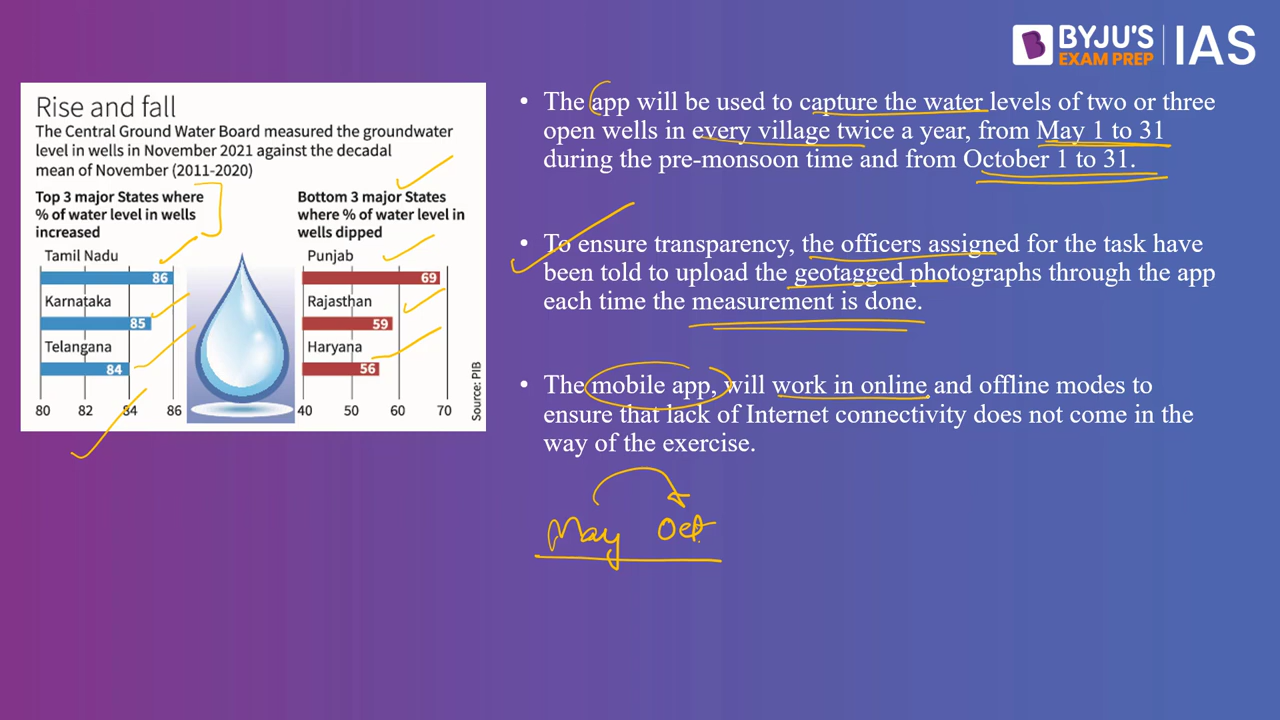 BYJU'S
EXAM PREP
IAS
Rise and fall
The Central Ground Water Board measured the groundwater
level in wells in November 2021 against the decadal
mean of November (2011-2020)
Top 3 major States where
% of water level in wells
increased
Tamil Nadu
86
Karnataka
85
Telangana
84
80 82 84 86
Bottom 3 major States
where % of water level in
wells dipped
Punjab
69
Rajasthan
59
Haryana
56
40 50 60 70
Source: PIB
• The app will be used to capture the water levels of two or three
open wells in every village twice a year, from May 1 to 31
during the pre-monsoon time and from October 1 to 31.
• To ensure transparency, the officers assigned for the task have
been told to upload the geotagged photographs through the app
each time the measurement is done.
• The mobile app, will work in online and offline modes to
ensure that lack of Internet connectivity does not come in the
way of the exercise.
May Oct.